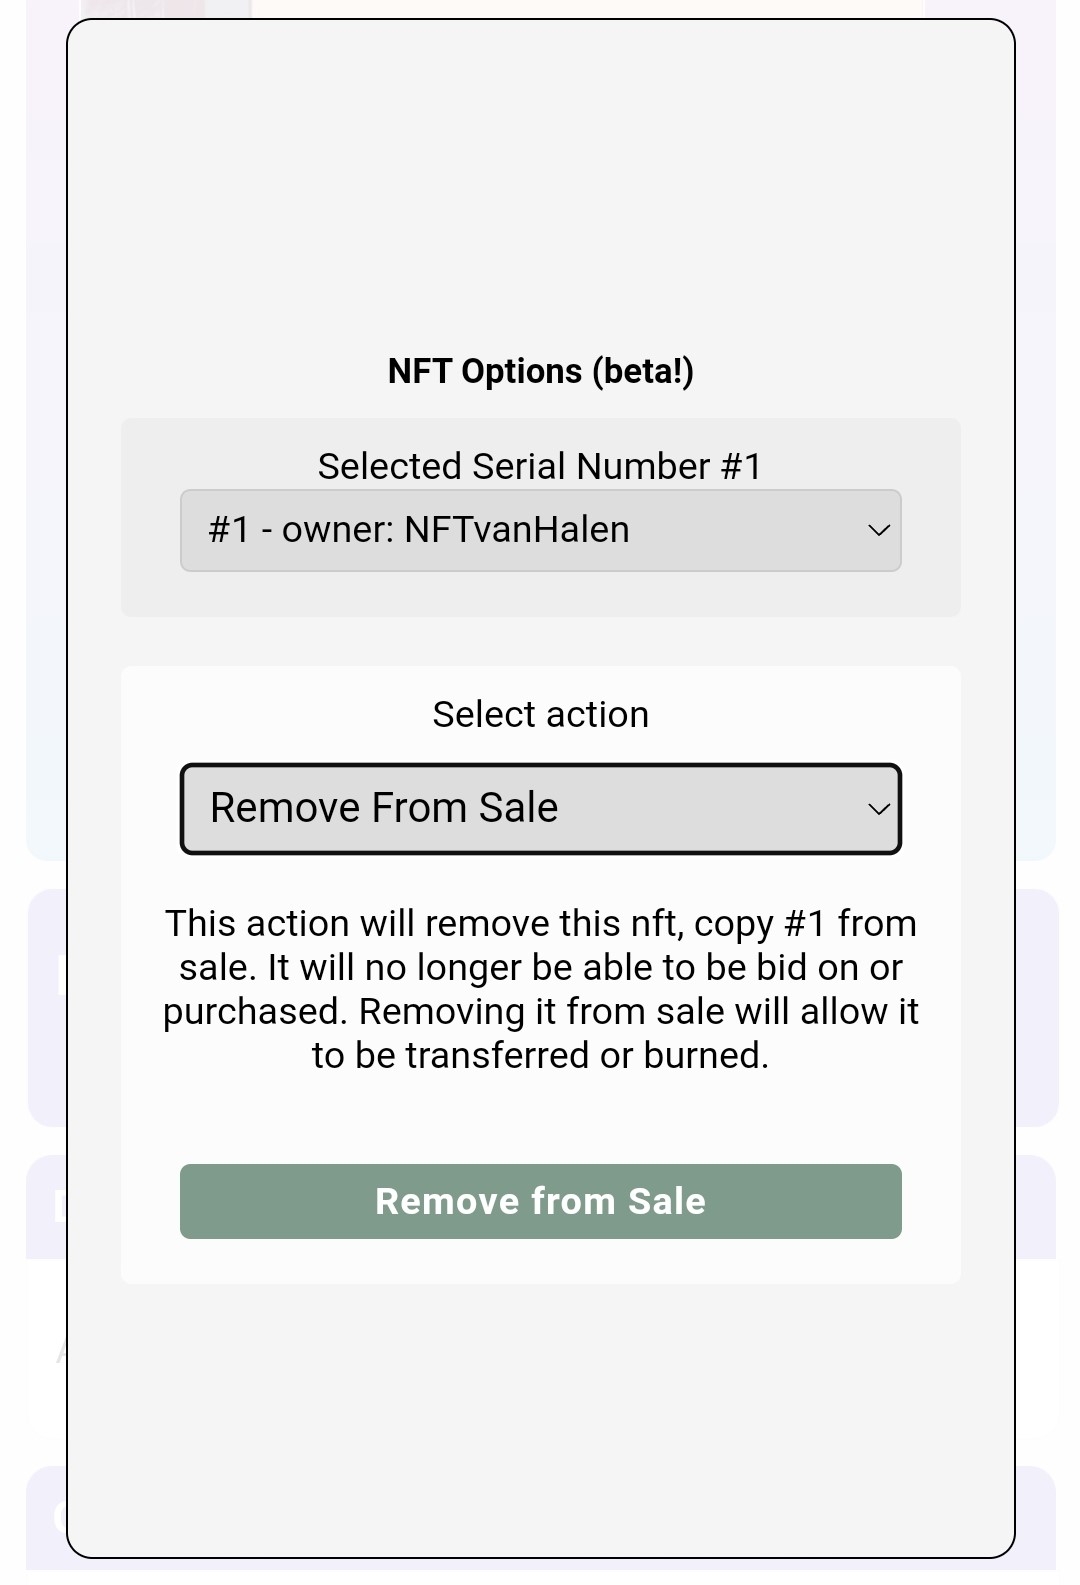 NFT Options (beta!)
Selected Serial Number #1
#1 - owner: NFTvanHalen
Select action
Remove From Sale
This action will remove this nft, copy #1 from
sale. It will no longer be able to be bid on or
purchased. Removing it from sale will allow it
to be transferred or burned.
Remove from Sale